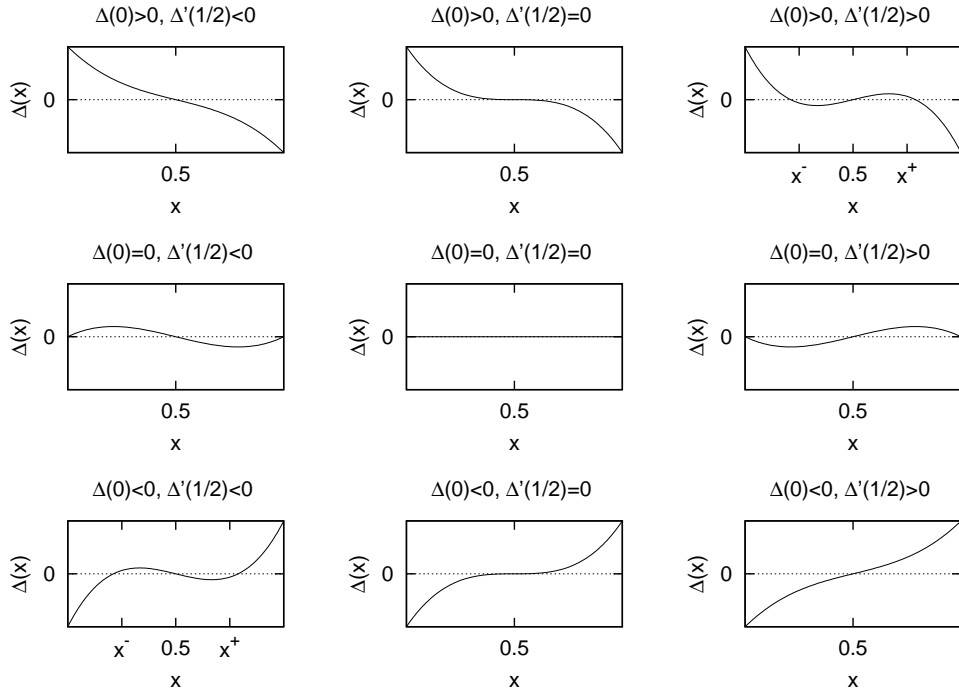 Δ(0)>0, Δ’(1/2)<0
Δ(x)
0
0.5
x
Δ(0)>0, Δ’(1/2)=0
Δ(x)
0
0.5
x
Δ(0)>0, Δ’(1/2)>0
Δ(x)
0
x⁻ 0.5 x⁺
x
Δ(0)=0, Δ’(1/2)<0
Δ(x)
0
0.5
x
Δ(0)=0, Δ’(1/2)=0
Δ(x)
0
0.5
x
Δ(0)=0, Δ’(1/2)>0
Δ(x)
0
0.5
x
Δ(0)<0, Δ’(1/2)<0
Δ(x)
0
x⁻ 0.5 x⁺
x
Δ(0)<0, Δ’(1/2)=0
Δ(x)
0
0.5
x
Δ(0)<0, Δ’(1/2)>0
Δ(x)
0
0.5
x